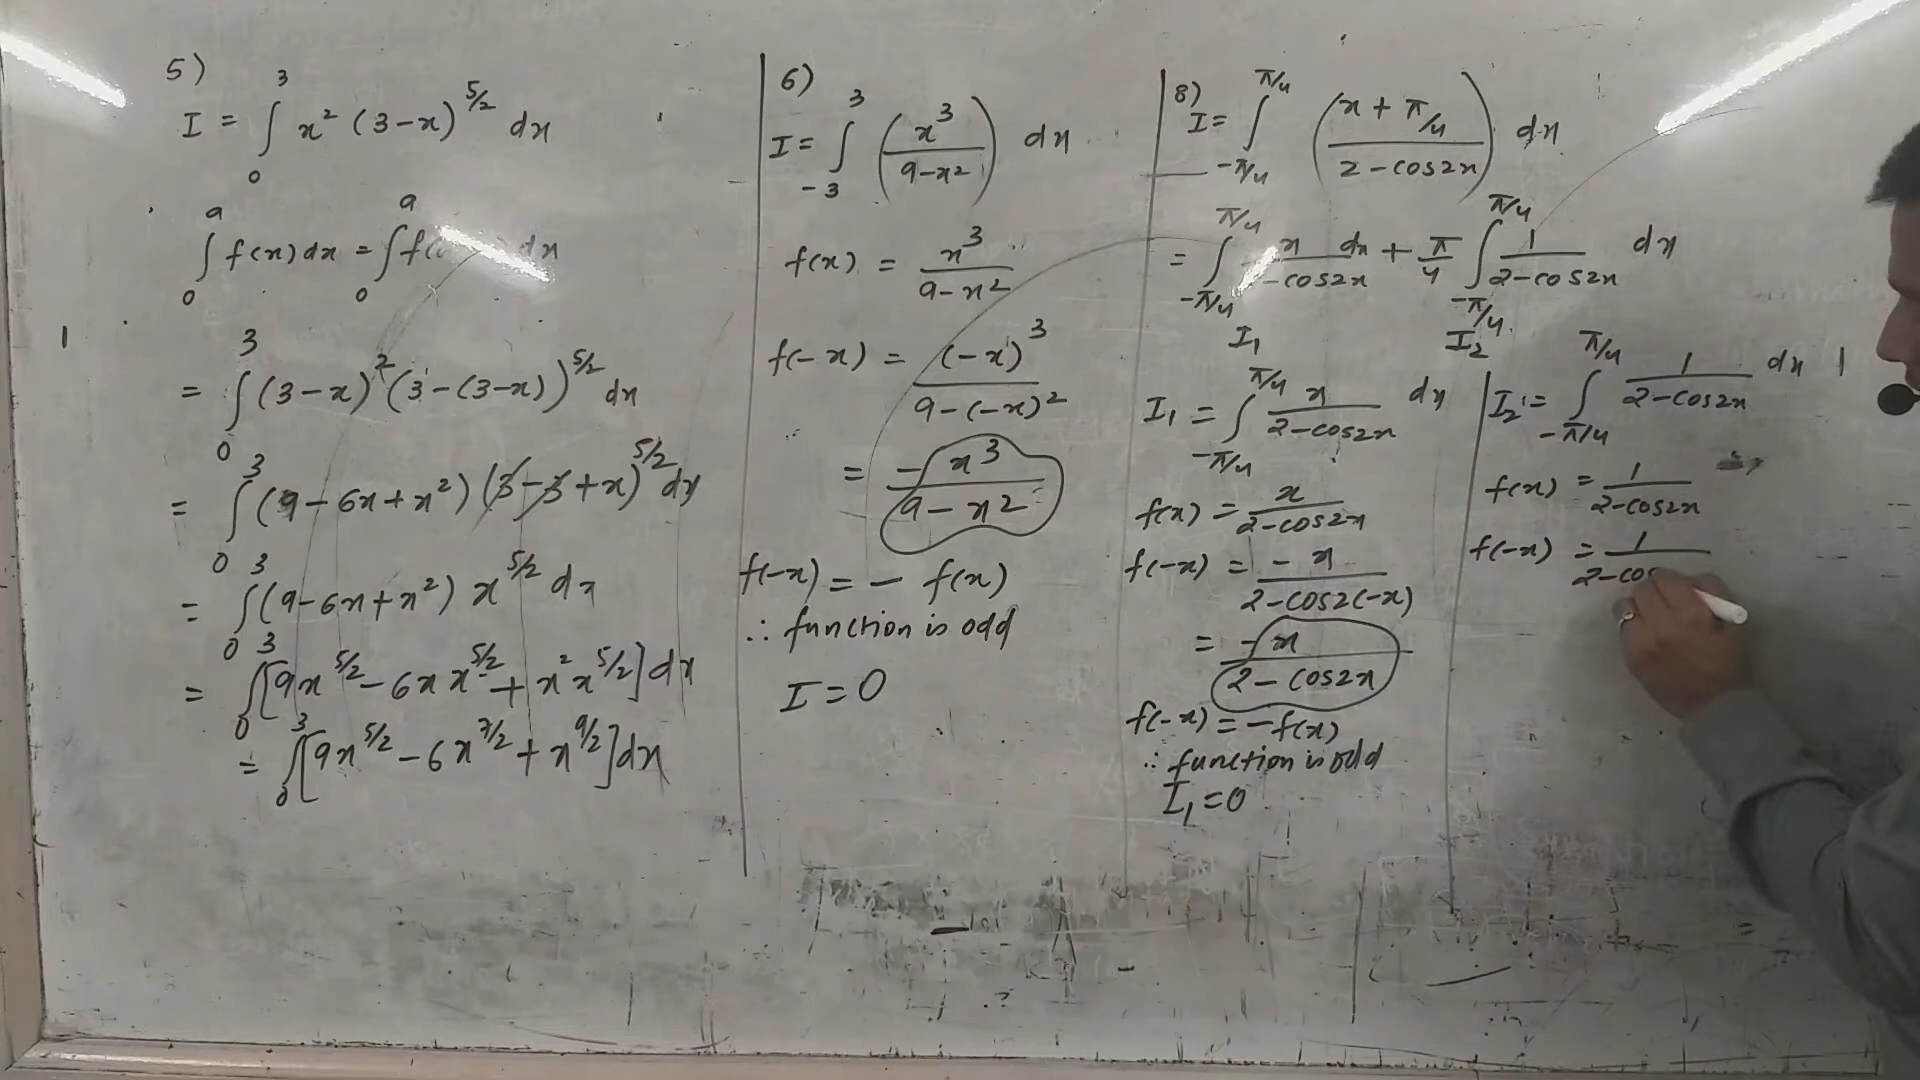 5)
I = ∫₀³ x² (3-x)^5/2 dx
∫₀ᵃ f(x) dx = ∫₀ᵃ f( dx
= ∫₀³ (3-x)² (3-(3-x))^5/2 dx
= ∫₀³ (9-6x+x²) (3-3+x)^5/2 dx
= ∫₀³ (9-6x+x²) x^5/2 dx
= ∫₀³ [9x^5/2 - 6x x^5/2 + x² x^5/2] dx
= ∫₀³ [9x^5/2 - 6x^7/2 + x^9/2] dx
6)
I = ∫₋₃³ (x³/(9-x²)) dx
f(x) = x³/(9-x²)
f(-x) = (-x)³/(9-(-x)²)
= -x³/(9-x²)
f(-x) = - f(x)
∴ function is odd
I = 0
8)
I = ∫_-π/4^π/4 ((x + π/4)/(2-cos2x)) dx
= ∫_-π/4^π/4 x/(-cos2x) dx + π/4 ∫_-π/4^π/4 1/(2-cos2x) dx
I₁ I₂
I₁ = ∫_-π/4^π/4 x/(2-cos2x) dx
f(x) = x/(2-cos2x)
f(-x) = -x/(2-cos2(-x))
= -x/(2-cos2x)
f(-x) = -f(x)
∴ function is odd
I₁ = 0
I₂' = ∫_-π/4^π/4 1/(2-cos2x) dx
f(x) = 1/(2-cos2x)
f(-x) = 1/(2-cos